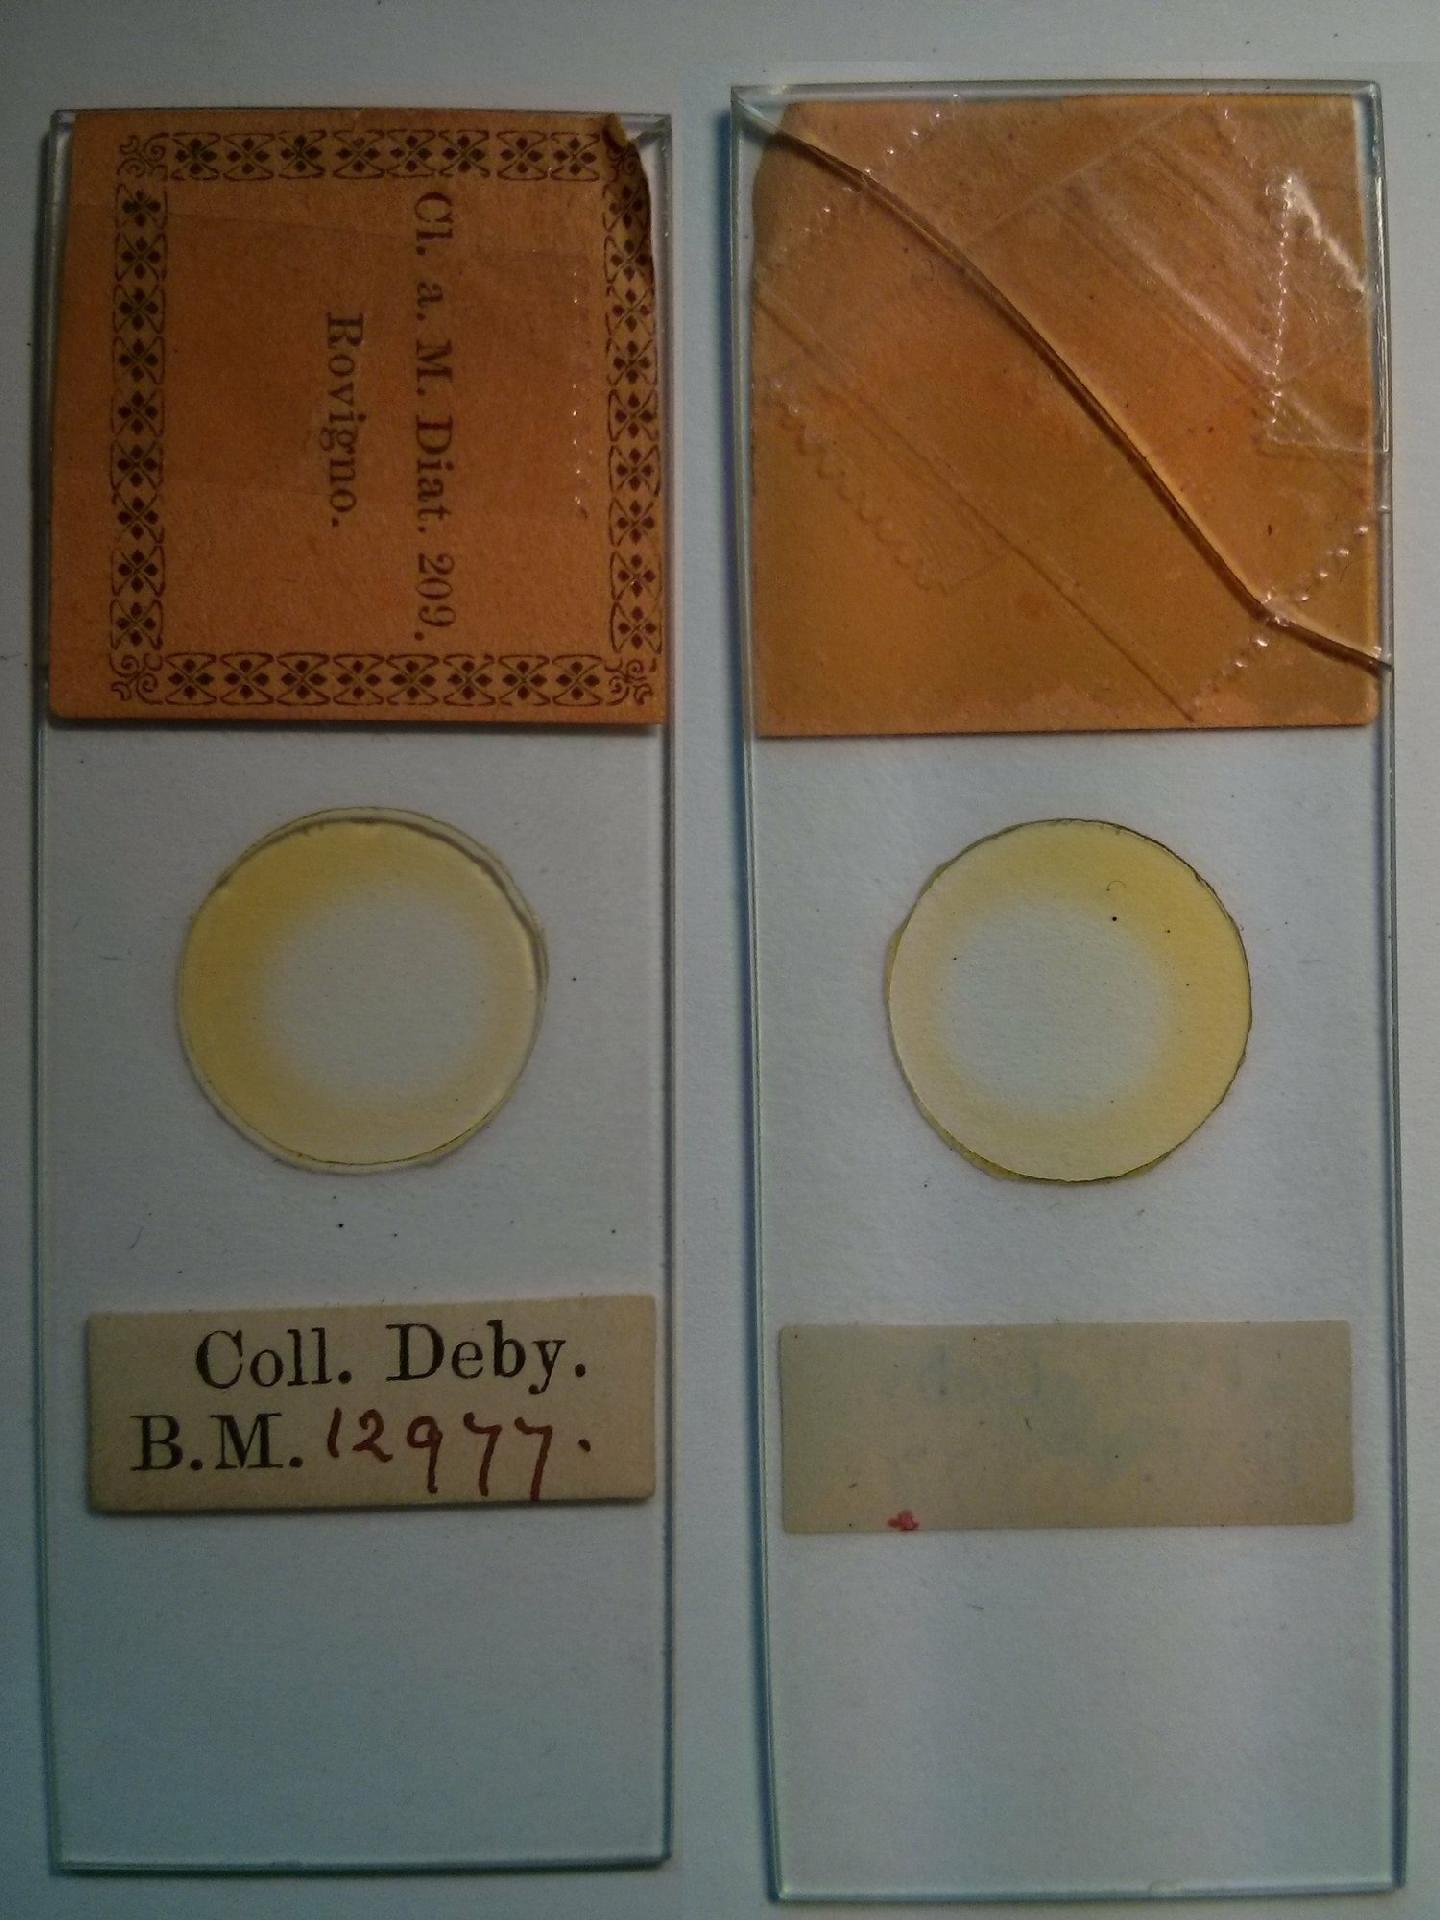 Cl. a. M. Diat. 209.
Rovigno.
Coll. Deby.
B.M. 12977.